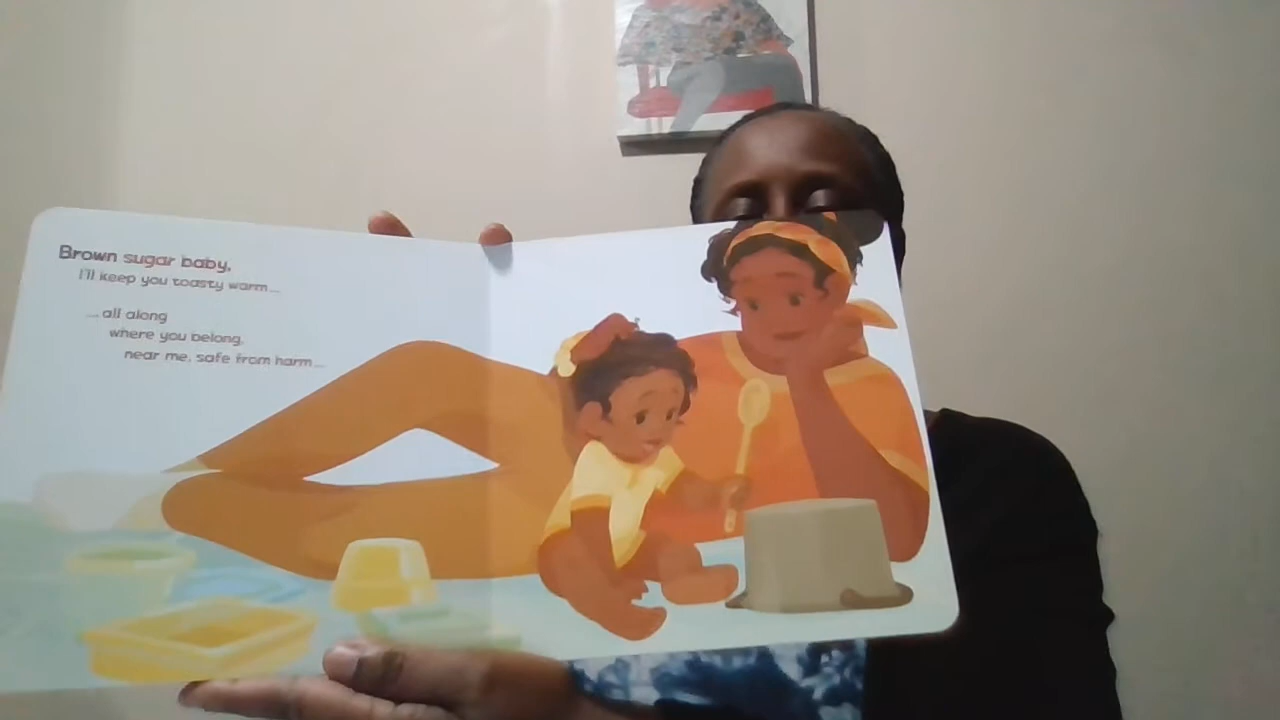 Brown sugar baby,
I'll keep you toasty warm...
...all along
where you belong,
near me, safe from harm...